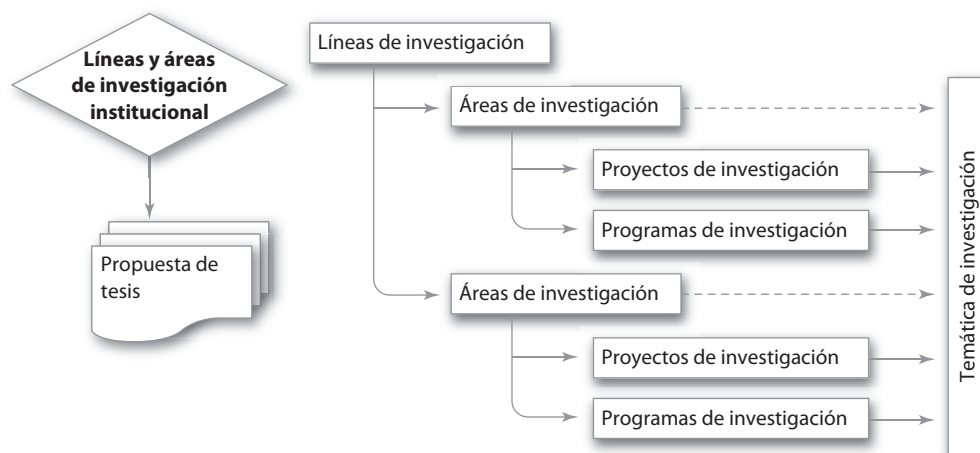 Líneas y áreas
de investigación
institucional
Propuesta de
tesis
Líneas de investigación
Áreas de investigación
Proyectos de investigación
Programas de investigación
Áreas de investigación
Proyectos de investigación
Programas de investigación
Temática de investigación